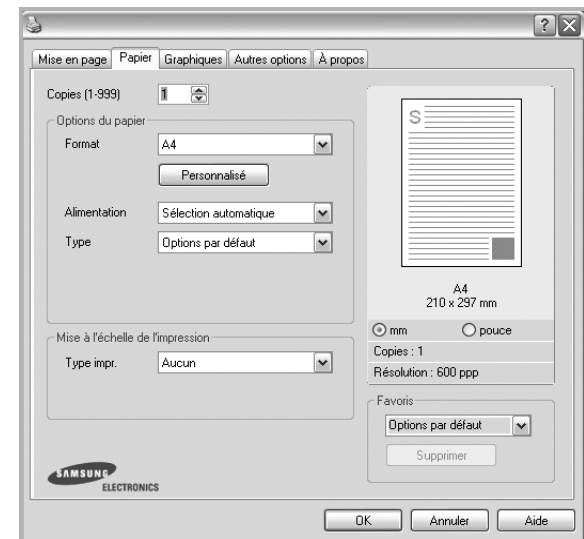 Mise en page Papier Graphiques Autres options À propos
Copies (1-999) 1
Options du papier
Format A4
Personnalisé
Alimentation Sélection automatique
Type Options par défaut
Mise à l'échelle de l'impression
Type impr. Aucun
S
A4
210 x 297 mm
mm pouce
Copies : 1
Résolution : 600 ppp
Favoris
Options par défaut
Supprimer
SAMSUNG
ELECTRONICS
OK Annuler Aide